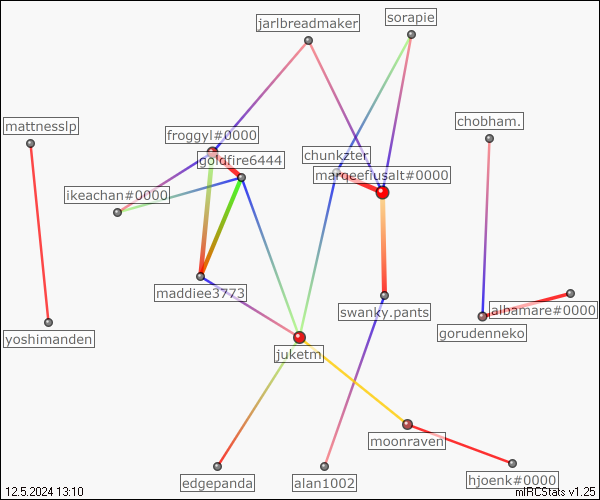 jarlbreadmaker
sorapie
mattnesslp
chobham.
froggyl#0000
goldfire6444
chunkzter
marqeefiusalt#0000
ikeachan#0000
maddiee3773
swanky.pants
albamare#0000
gorudenneko
yoshimanden
juketm
moonraven
edgepanda
alan1002
hjoenk#0000
12.5.2024 13:10
mIRCStats v1.25